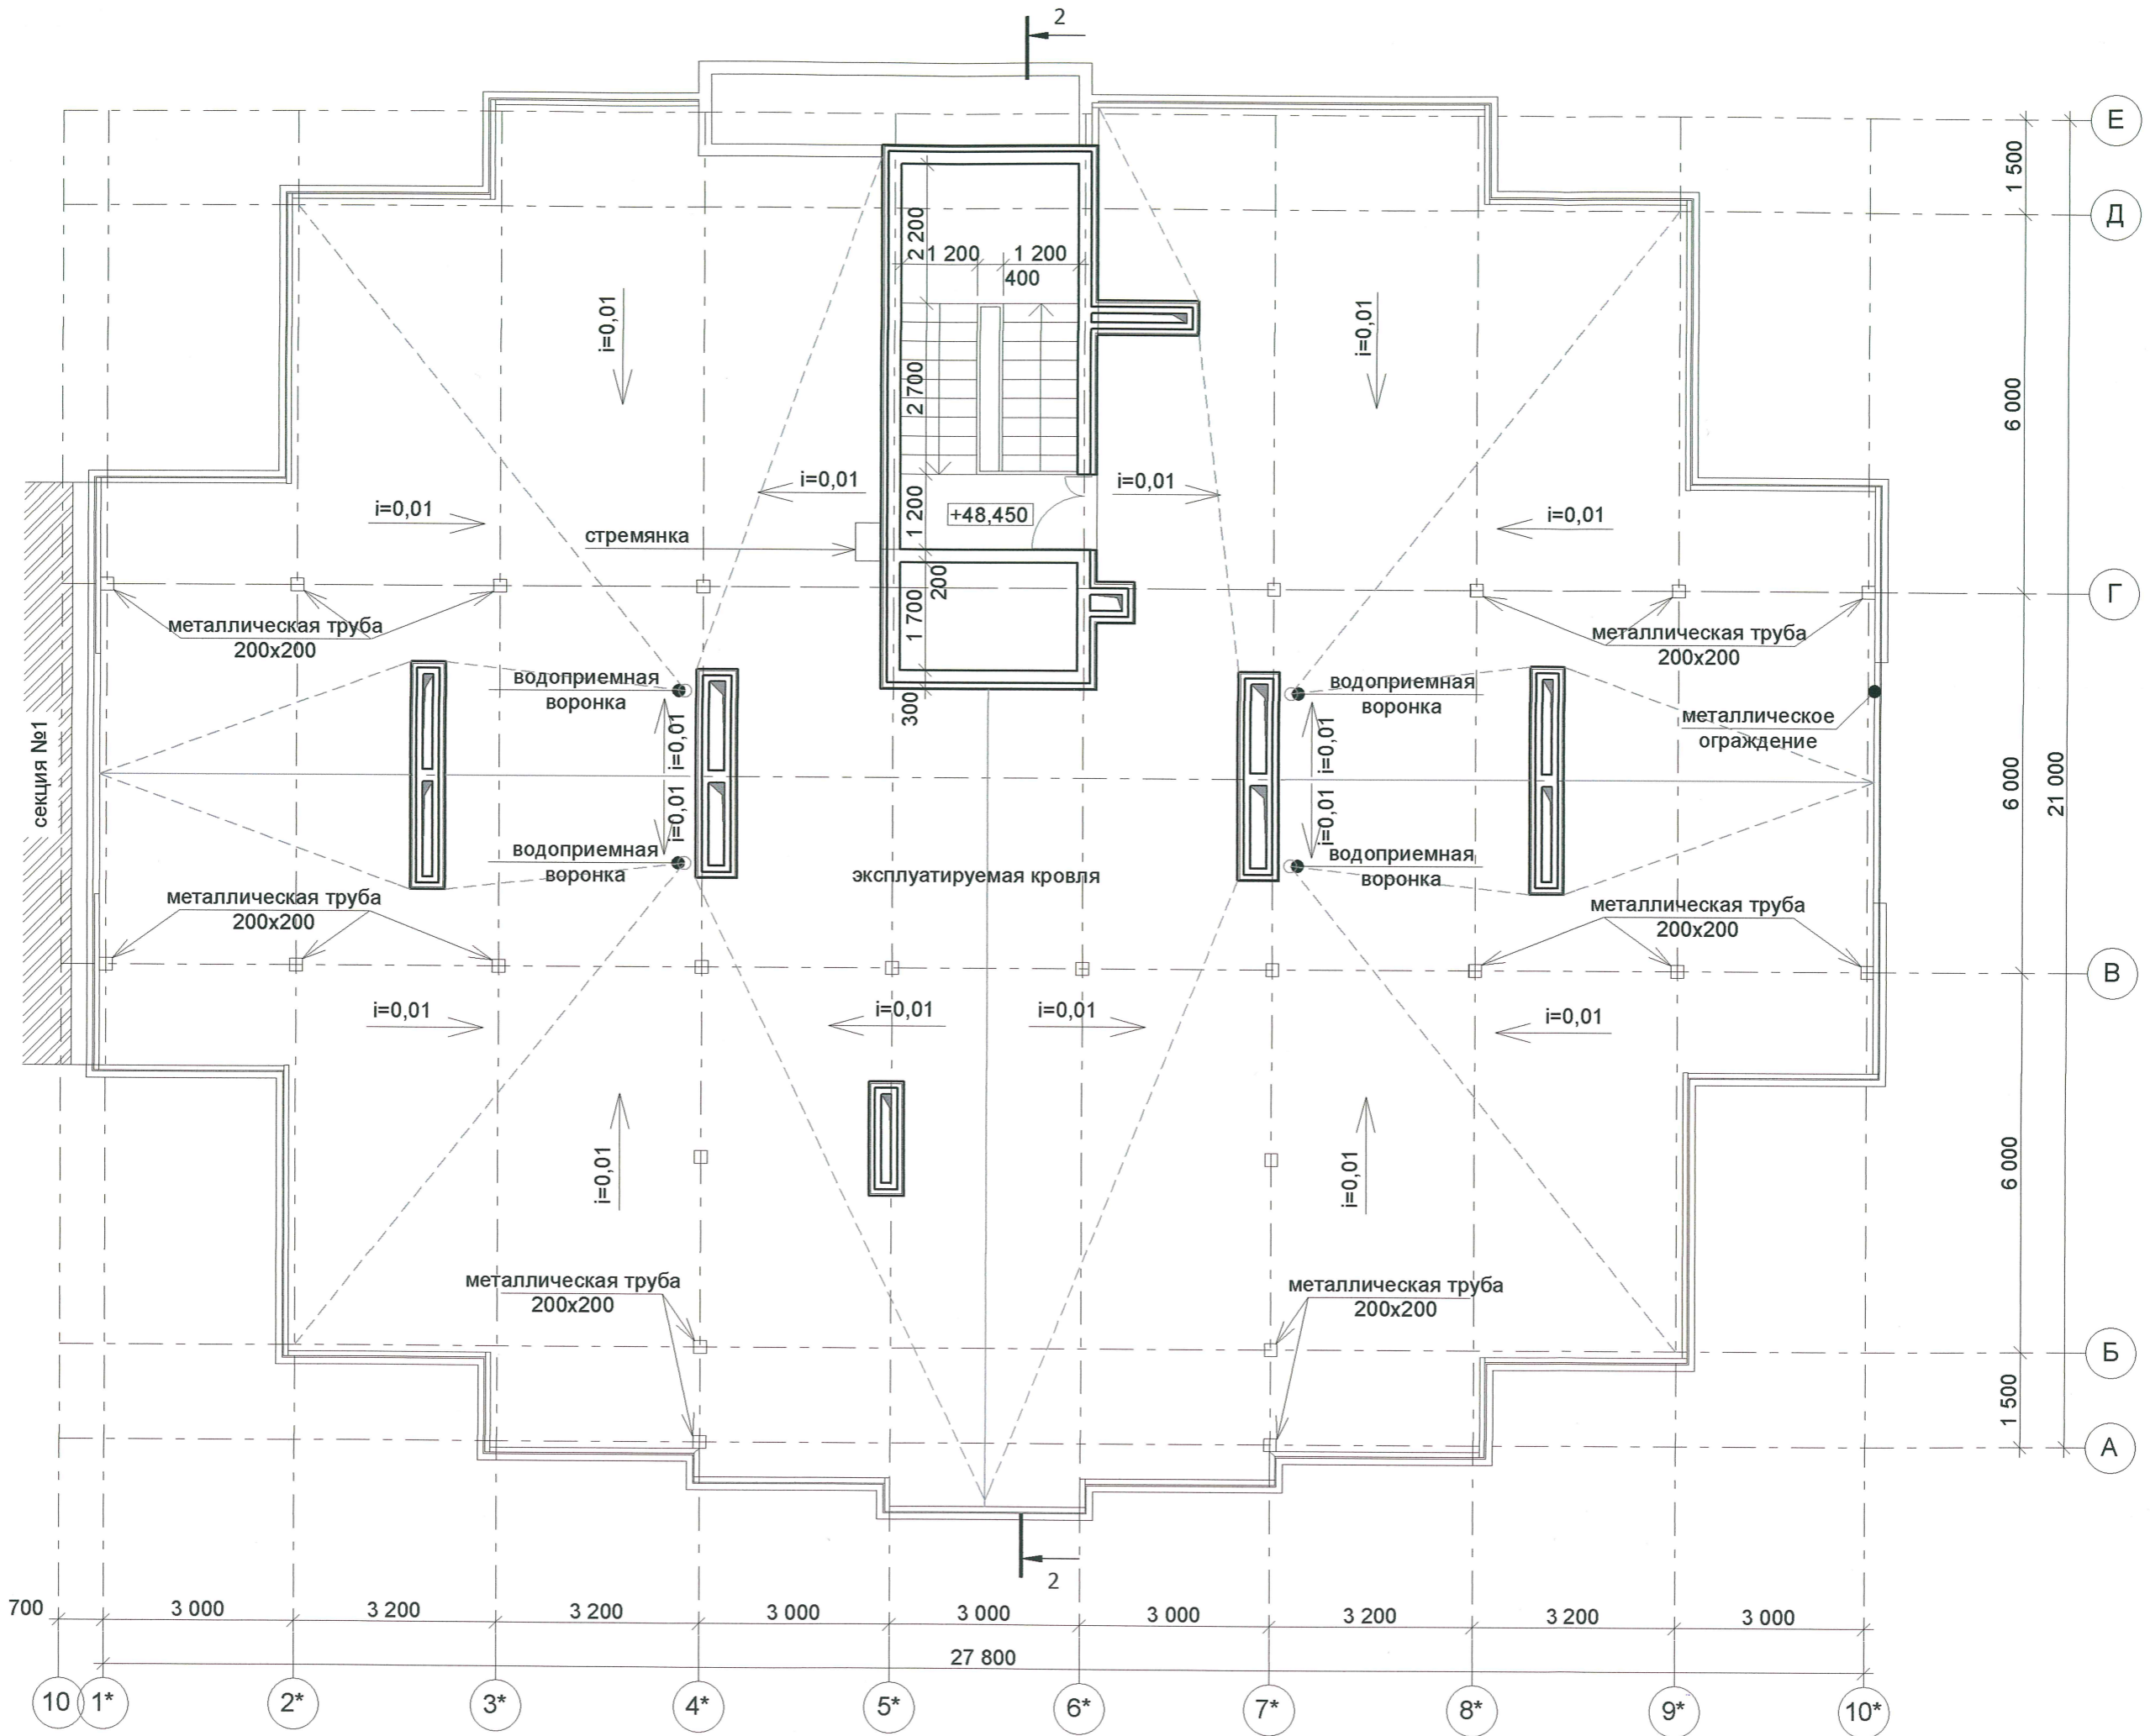 2
Е
1 500
Д
2 200
1 200
1 200
400
i=0,01
i=0,01
6 000
2 700
i=0,01
i=0,01
i=0,01
i=0,01
1 200
+48,450
стремянка
200
Г
1 700
металлическая труба
200х200
металлическая труба
200х200
водоприемная
воронка
водоприемная
воронка
300
металлическое
ограждение
секция №1
i=0,01
i=0,01
i=0,01
i=0,01
6 000
21 000
водоприемная
воронка
эксплуатируемая кровля
водоприемная
воронка
металлическая труба
200х200
металлическая труба
200х200
В
i=0,01
i=0,01
i=0,01
i=0,01
i=0,01
i=0,01
6 000
металлическая труба
200х200
металлическая труба
200х200
Б
1 500
А
2
700
3 000
3 200
3 200
3 000
3 000
3 000
3 200
3 200
3 000
27 800
10
1*
2*
3*
4*
5*
6*
7*
8*
9*
10*